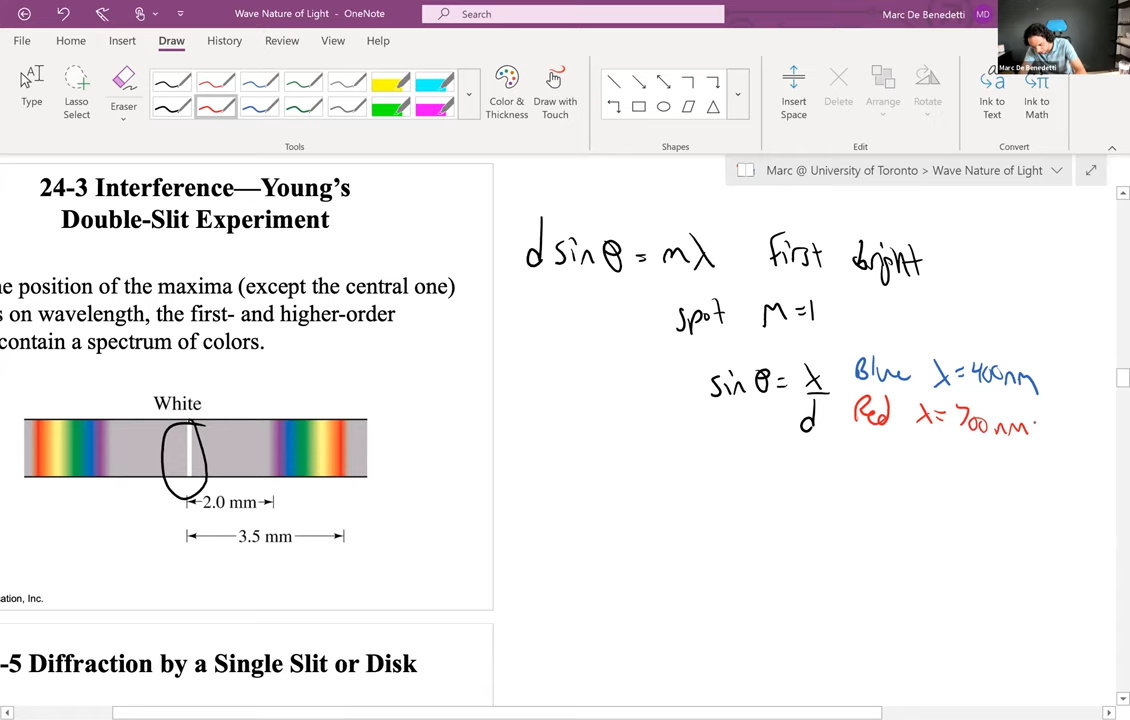 Wave Nature of Light - OneNote
Search
Marc De Benedetti MD
File Home Insert Draw History Review View Help
Marc De Benedetti
Type
Lasso Select
Eraser
Color & Thickness
Draw with Touch
Insert Space
Delete
Arrange
Rotate
Ink to Text
Ink to Math
Tools
Shapes
Edit
Convert
Marc @ University of Toronto > Wave Nature of Light
24-3 Interference—Young's
Double-Slit Experiment
e position of the maxima (except the central one)
s on wavelength, the first- and higher-order
contain a spectrum of colors.
White
2.0 mm
3.5 mm
ation, Inc.
-5 Diffraction by a Single Slit or Disk
d sin θ = mλ first bright
spot m = 1
sin θ = λ/d
Blue λ = 400nm
Red λ = 700nm